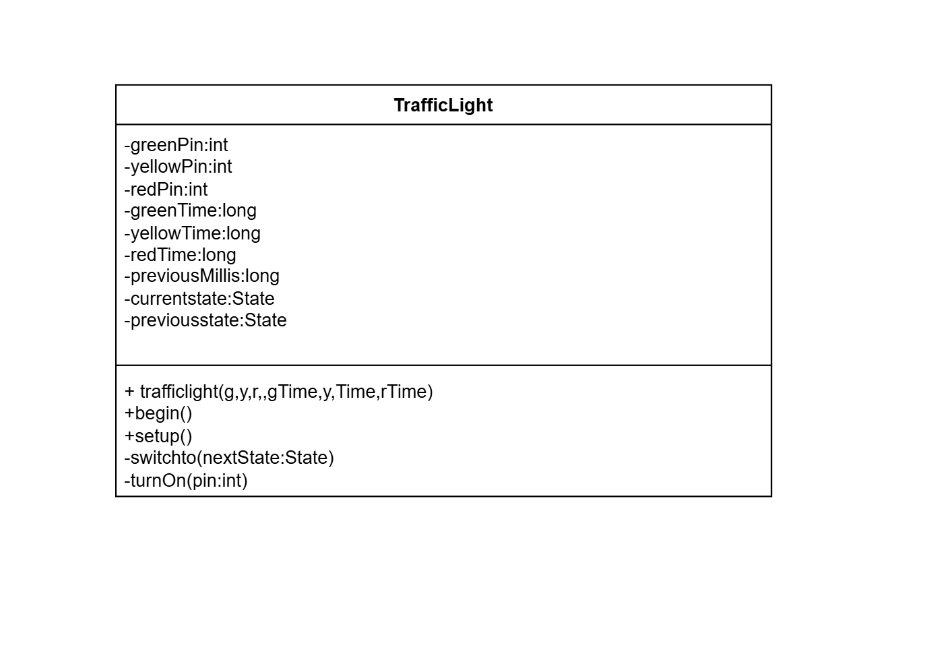 TrafficLight
-greenPin:int
-yellowPin:int
-redPin:int
-greenTime:long
-yellowTime:long
-redTime:long
-previousMillis:long
-currentstate:State
-previousstate:State
+ trafficlight(g,y,r,,gTime,y,Time,rTime)
+begin()
+setup()
-switchto(nextState:State)
-turnOn(pin:int)